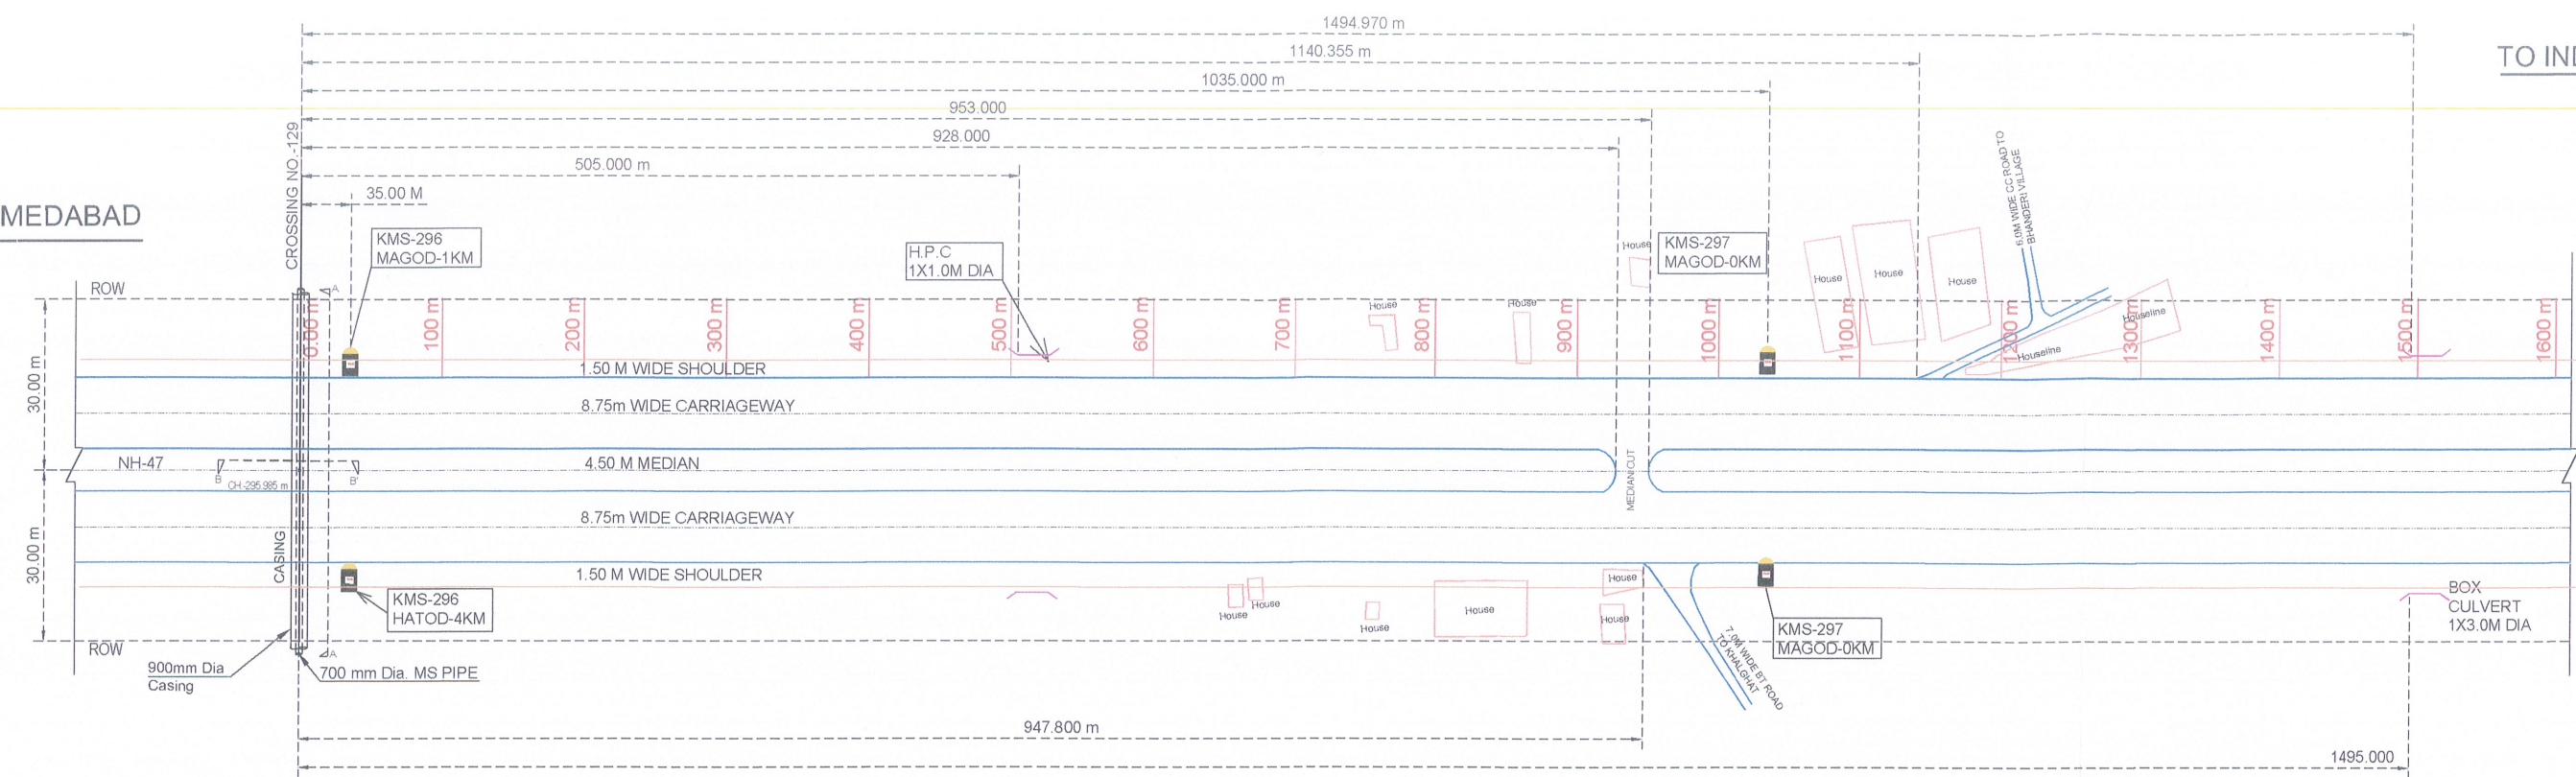 1494.970 m
1140.355 m
1035.000 m
953.000
928.000
505.000 m
35.00 M
TO IND
MEDABAD
CROSSING NO.-129
KMS-296
MAGOD-1KM
H.P.C
1X1.0M DIA
House
KMS-297
MAGOD-0KM
6.0M WIDE CC ROAD TO
BHANDERI VILLAGE
House
House
House
ROW
A
0.00 m
100 m
200 m
300 m
400 m
500 m
600 m
700 m
House
800 m
House
900 m
1000 m
1100 m
1200 m
1300 m
1400 m
1500 m
1600 m
Houseline
Houseline
30.00 m
1.50 M WIDE SHOULDER
8.75m WIDE CARRIAGEWAY
NH-47
4.50 M MEDIAN
B
B'
CH-295.985 m
MEDIAN CUT
8.75m WIDE CARRIAGEWAY
30.00 m
CASING
1.50 M WIDE SHOULDER
KMS-296
HATOD-4KM
House
House
House
House
House
House
BOX
CULVERT
1X3.0M DIA
KMS-297
MAGOD-0KM
7.0M WIDE BT ROAD
TO KHALGHAT
ROW
A
900mm Dia
Casing
700 mm Dia. MS PIPE
947.800 m
1495.000